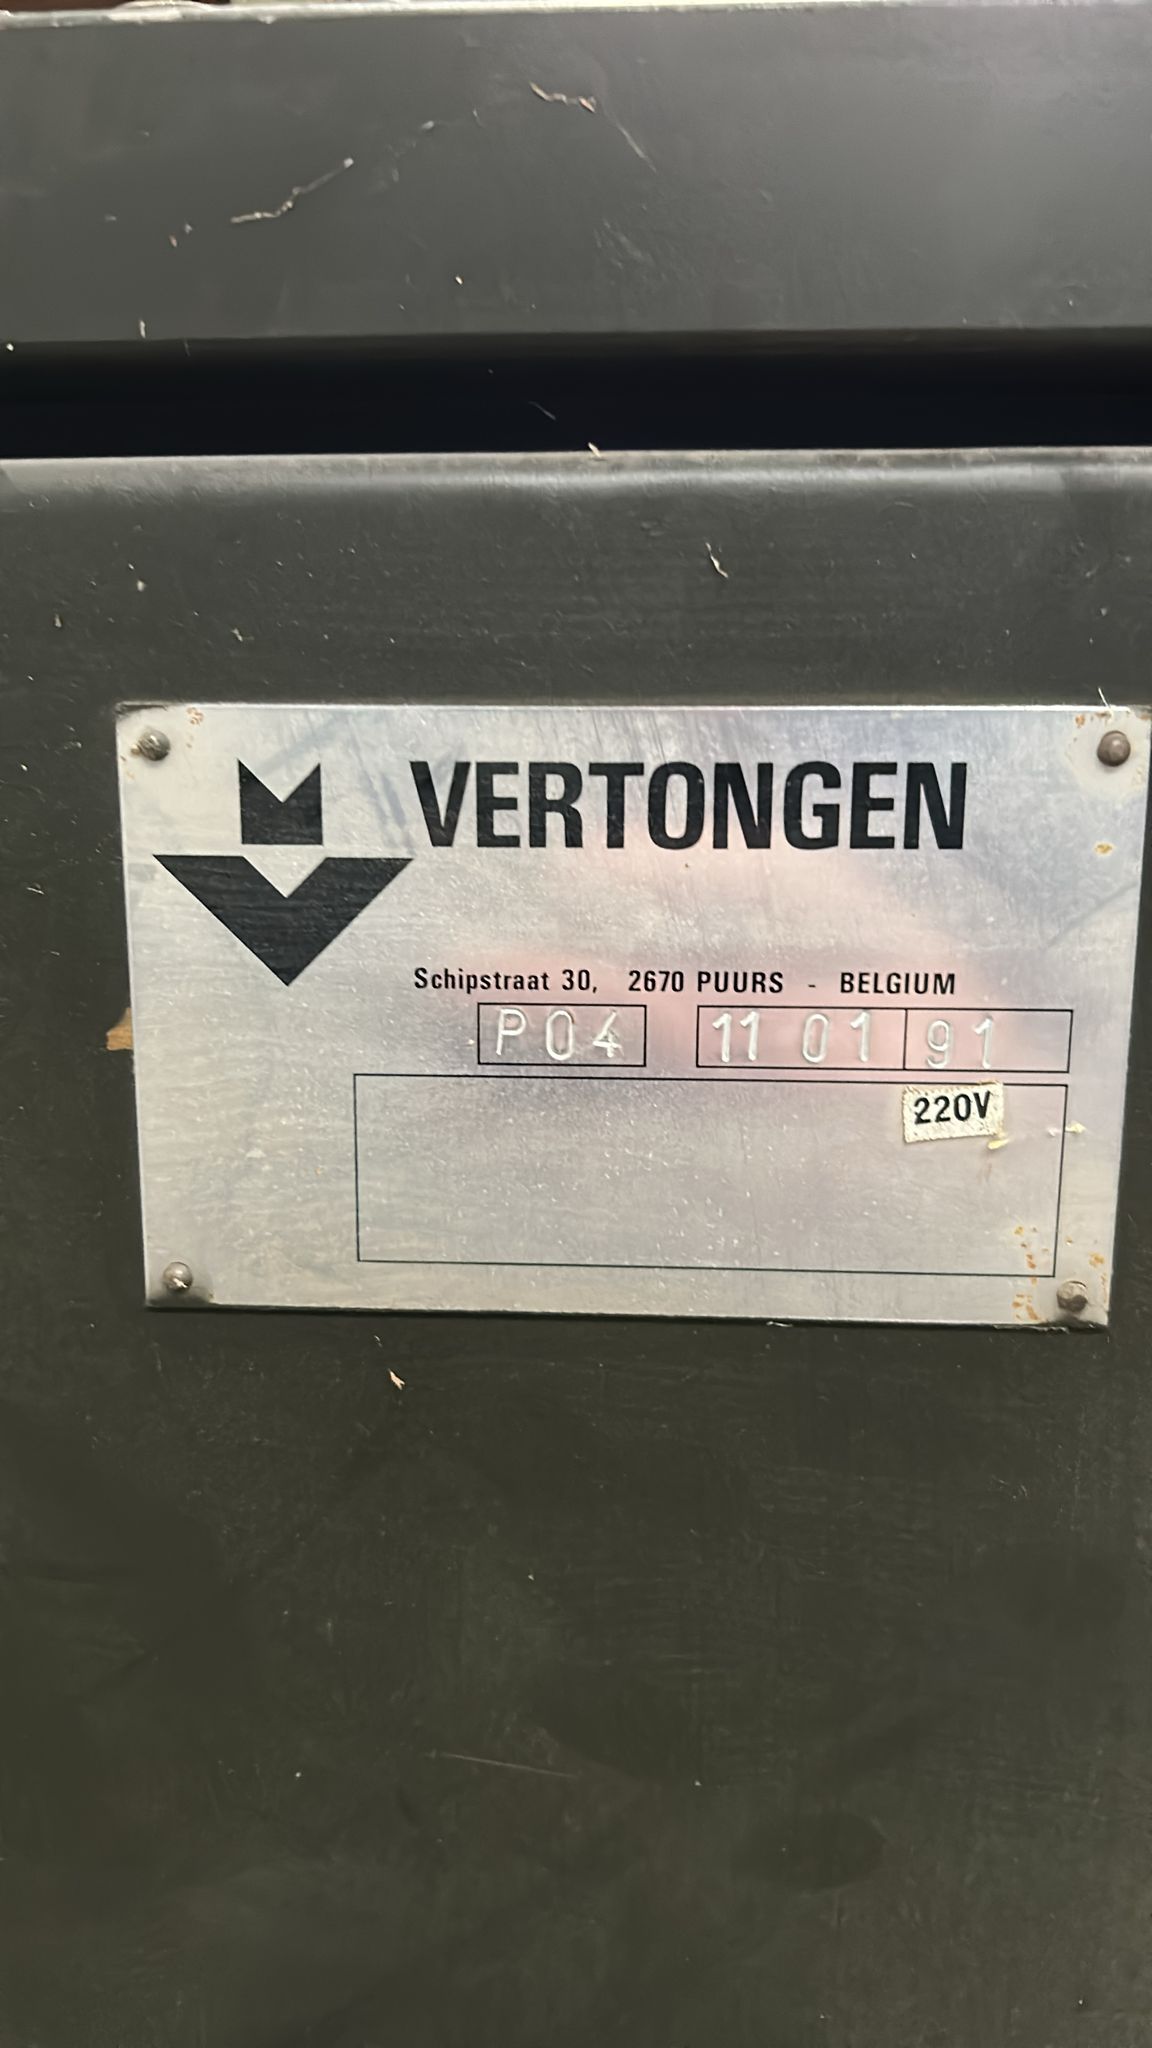 VERTONGEN
Schipstraat 30, 2670 PUURS - BELGIUM
P04 11 01 91
220V